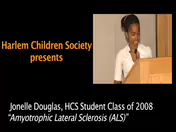 Harlem Children Society
presents
Jonelle Douglas, HCS Student Class of 2008
"Amyotrophic Lateral Sclerosis (ALS)"